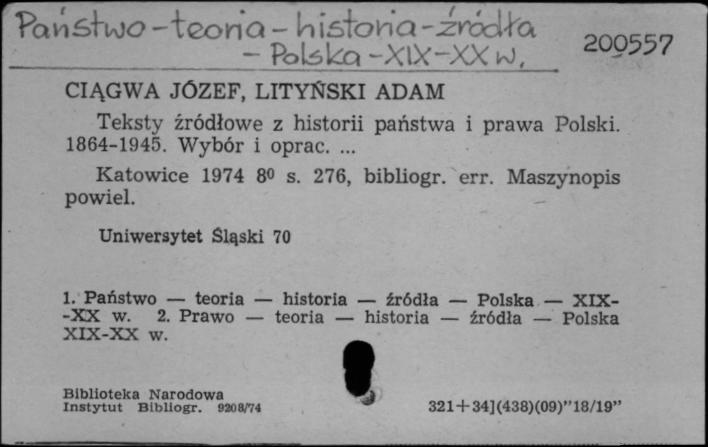 Państwo-teoria-historia-źródła
- Polska-XIX-XX w.
200557
CIĄGWA JÓZEF, LITYŃSKI ADAM
Teksty źródłowe z historii państwa i prawa Polski.
1864-1945. Wybór i oprac. ...
Katowice 1974 8⁰ s. 276, bibliogr. err. Maszynopis
powiel.
Uniwersytet Śląski 70
1. Państwo — teoria — historia — źródła — Polska — XIX-
-XX w. 2. Prawo — teoria — historia — źródła — Polska
XIX-XX w.
Biblioteka Narodowa
Instytut Bibliogr. 9208/74
321+34](438)(09)"18/19"